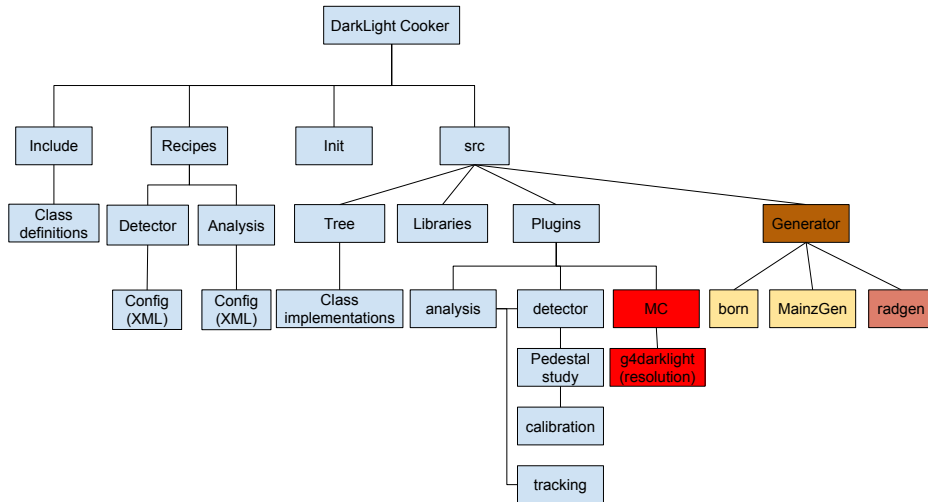 DarkLight Cooker
Include
Recipes
Init
src
Class
definitions
Detector
Analysis
Tree
Libraries
Plugins
Generator
Config
(XML)
Config
(XML)
Class
implementations
analysis
detector
MC
born
MainzGen
radgen
Pedestal
study
g4darklight
(resolution)
calibration
tracking